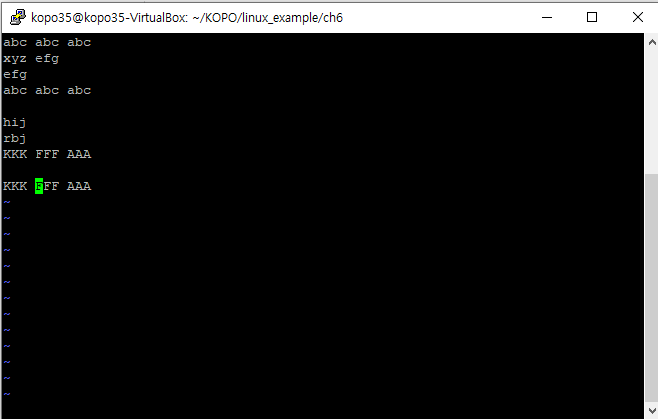 kopo35@kopo35-VirtualBox: ~/KOPO/linux_example/ch6
abc abc abc
xyz efg
efg
abc abc abc
hij
rbj
KKK FFF AAA
KKK FFF AAA
~
~
~
~
~
~
~
~
~
~
~
~
~